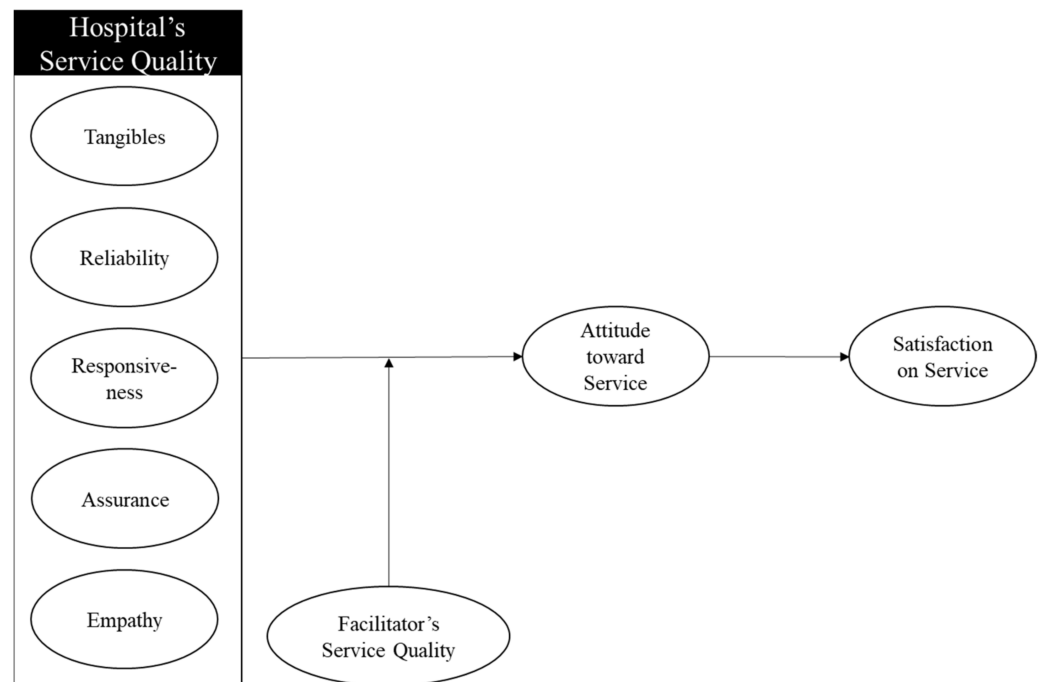 Hospital's
Service Quality
Tangibles
Reliability
Responsive-
ness
Assurance
Empathy
Facilitator's
Service Quality
Attitude
toward
Service
Satisfaction
on Service